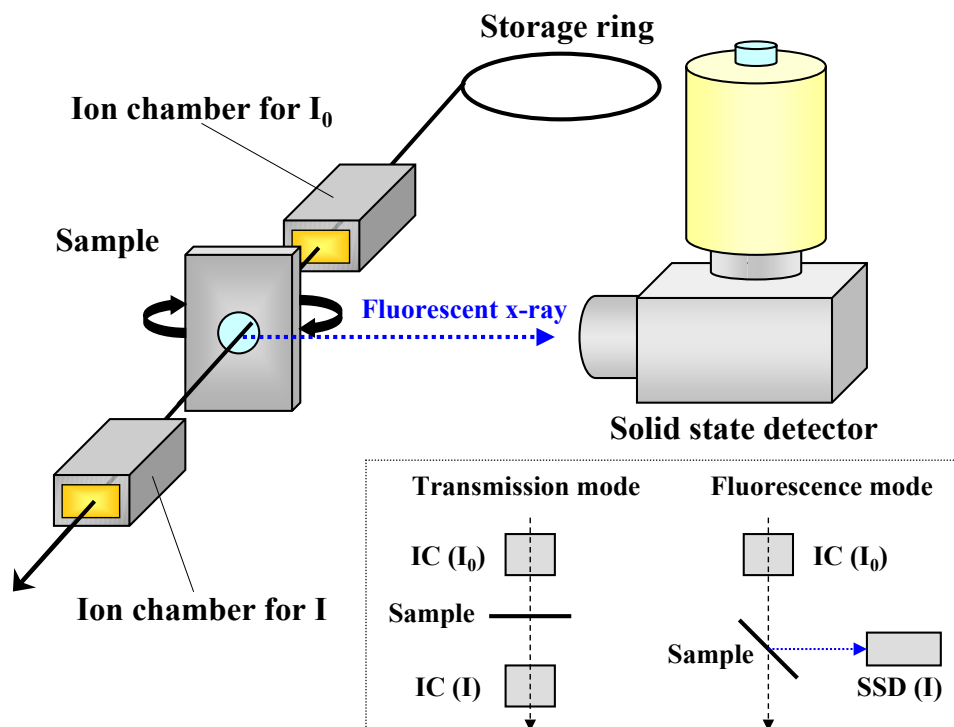 Storage ring
Ion chamber for I₀
Sample
Fluorescent x-ray
Solid state detector
Ion chamber for I
Transmission mode
IC (I₀)
Sample
IC (I)
Fluorescence mode
IC (I₀)
Sample
SSD (I)